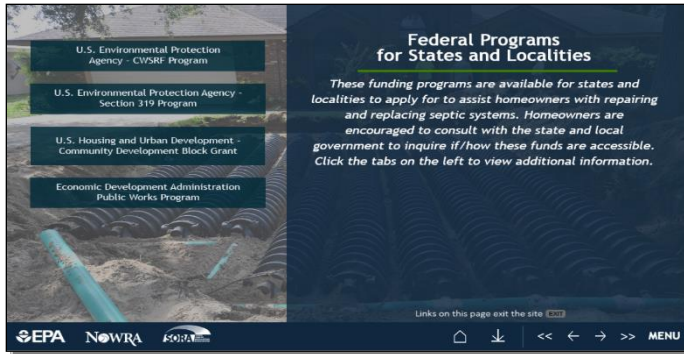 U.S. Environmental Protection
Agency - CWSRF Program
U.S. Environmental Protection Agency -
Section 319 Program
U.S. Housing and Urban Development -
Community Development Block Grant
Economic Development Administration
Public Works Program
Federal Programs
for States and Localities
These funding programs are available for states and
localities to apply for to assist homeowners with repairing
and replacing septic systems. Homeowners are
encouraged to consult with the state and local
government to inquire if/how these funds are accessible.
Click the tabs on the left to view additional information.
Links on this page exit the site EXIT
EPA NOWRA SORA << ← → >> MENU